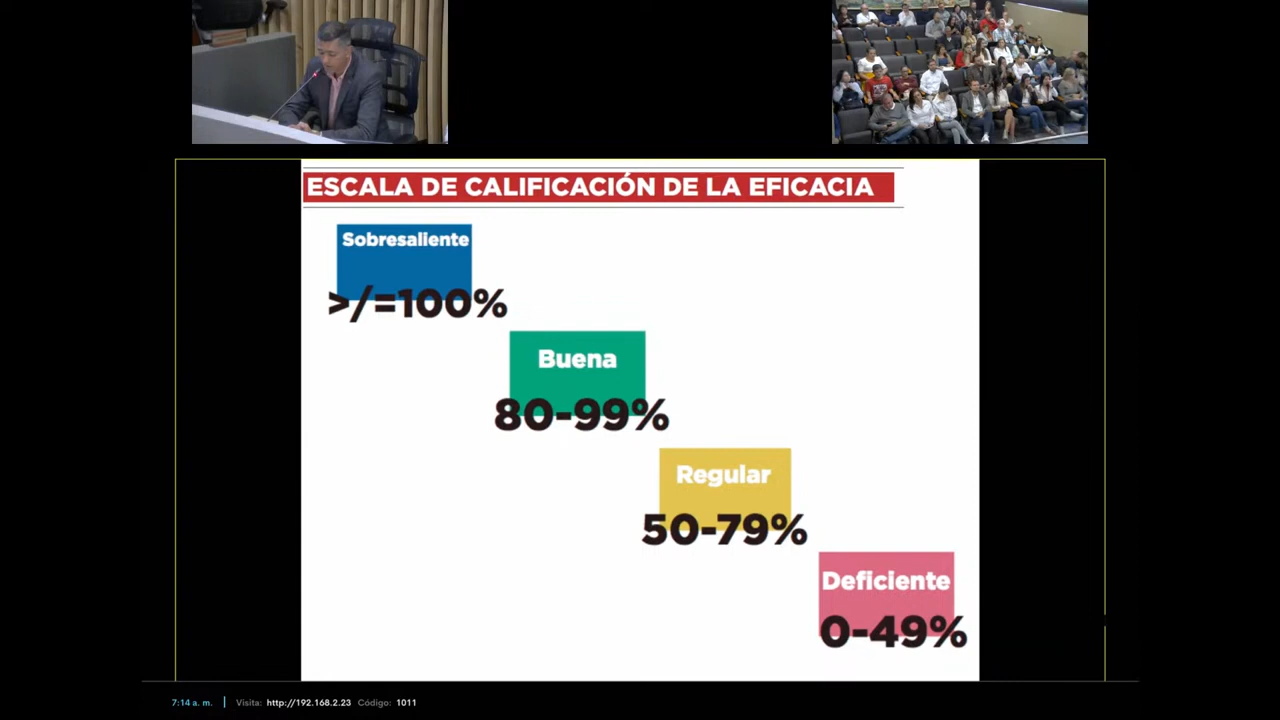 ESCALA DE CALIFICACIÓN DE LA EFICACIA
Sobresaliente
>/=100%
Buena
80-99%
Regular
50-79%
Deficiente
0-49%
7:14 a. m. | Visita: http://192.168.2.23 Código: 1011